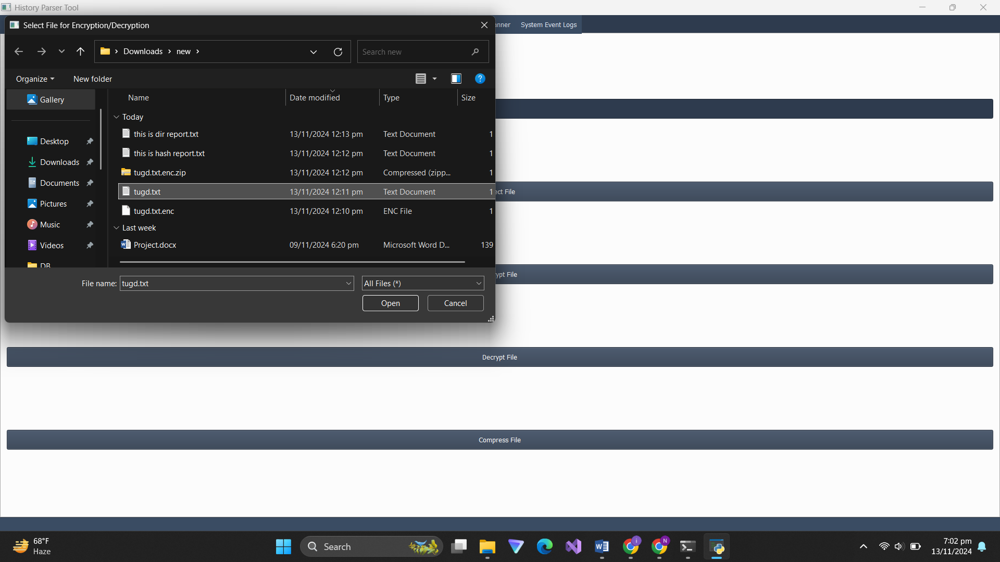 History Parser Tool
Select File for Encryption/Decryption
System Event Logs
Downloads > new >
Search new
Organize
New folder
Gallery
Desktop
Downloads
Documents
Pictures
Music
Videos
DB
Name Date modified Type Size
Today
this is dir report.txt 13/11/2024 12:13 pm Text Document 1
this is hash report.txt 13/11/2024 12:12 pm Text Document 1
tugd.txt.enc.zip 13/11/2024 12:12 pm Compressed (zipp... 1
tugd.txt 13/11/2024 12:11 pm Text Document 1
tugd.txt.enc 13/11/2024 12:10 pm ENC File 1
Last week
Project.docx 09/11/2024 6:20 pm Microsoft Word D... 139
File name: tugd.txt All Files (*)
Open Cancel
File
File
Decrypt File
Compress File
68°F
Haze
Search
7:02 pm
13/11/2024